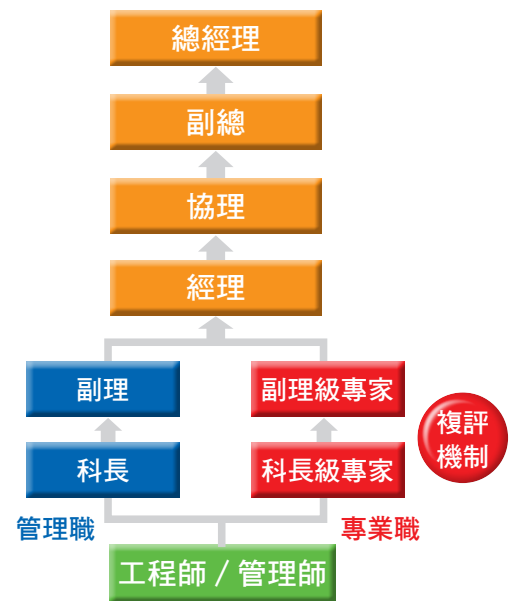 總經理
副總
協理
經理
副理
副理級專家
複評
機制
科長
科長級專家
管理職
專業職
工程師 / 管理師